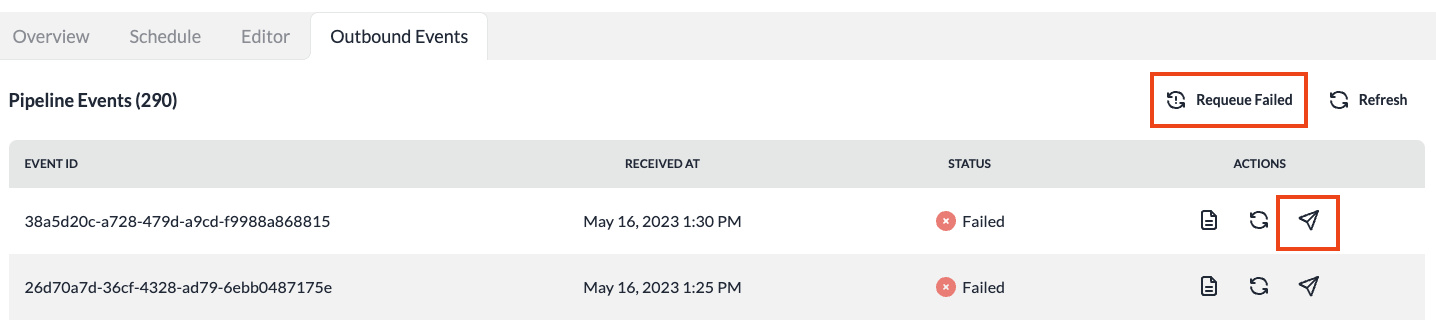 Overview Schedule Editor Outbound Events
Pipeline Events (290) Requeue Failed Refresh
EVENT ID RECEIVED AT STATUS ACTIONS
38a5d20c-a728-479d-a9cd-f9988a868815 May 16, 2023 1:30 PM Failed
26d70a7d-36cf-4328-ad79-6ebb0487175e May 16, 2023 1:25 PM Failed